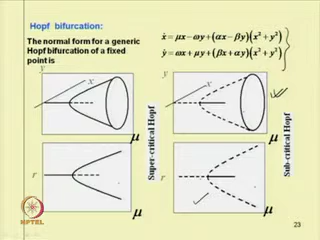 Hopf bifurcation:
The normal form for a generic
Hopf bifurcation of a fixed
point is
ẋ = μx − ωy + (αx − βy)(x² + y²)
ẏ = ωx + μy + (βx + αy)(x² + y²)
y
x
μ
Super-critical Hopf
y
x
μ
Sub-critical Hopf
r
μ
r
μ
NPTEL
23